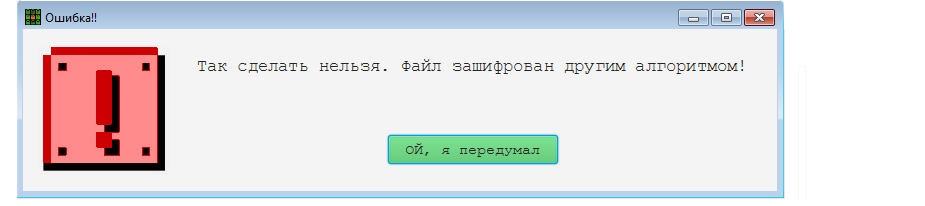 Ошибка!!
Так сделать нельзя. Файл зашифрован другим алгоритмом!
ОЙ, я передумал